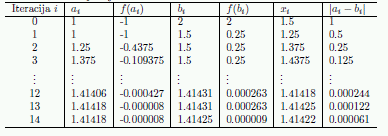 Iteracija i a_i f(a_i) b_i f(b_i) x_i |a_i − b_i|
0 1 -1 2 2 1.5 1
1 1 -1 1.5 0.25 1.25 0.5
2 1.25 -0.4375 1.5 0.25 1.375 0.25
3 1.375 -0.109375 1.5 0.25 1.4375 0.125
⋮ ⋮ ⋮ ⋮ ⋮ ⋮ ⋮
12 1.41406 -0.000427 1.41431 0.000263 1.41418 0.000244
13 1.41418 -0.000008 1.41431 0.000263 1.41425 0.000122
14 1.41418 -0.000008 1.41425 0.000009 1.41422 0.000061